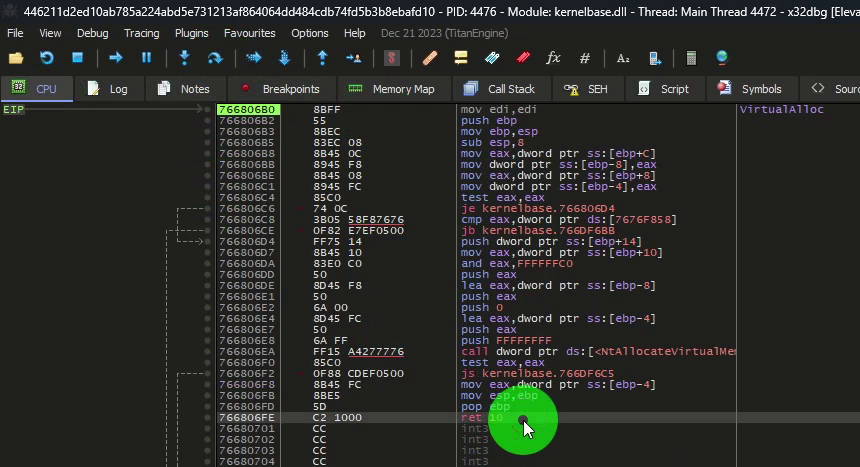 446211d2ed10ab785a224abd5e731213af864064dd484cdb74fd5b3b8ebafd10 - PID: 4476 - Module: kernelbase.dll - Thread: Main Thread 4472 - x32dbg [Eleva
File View Debug Tracing Plugins Favourites Options Help Dec 21 2023 (TitanEngine)
CPU Log Notes Breakpoints Memory Map Call Stack SEH Script Symbols Sourc
EIP 766806B0 8BFF mov edi,edi VirtualAlloc
766806B2 55 push ebp
766806B3 8BEC mov ebp,esp
766806B5 83EC 08 sub esp,8
766806B8 8B45 0C mov eax,dword ptr ss:[ebp+C]
766806BB 8945 F8 mov dword ptr ss:[ebp-8],eax
766806BE 8B45 08 mov eax,dword ptr ss:[ebp+8]
766806C1 8945 FC mov dword ptr ss:[ebp-4],eax
766806C4 85C0 test eax,eax
766806C6 74 0C je kernelbase.766806D4
766806C8 3B05 58F87676 cmp eax,dword ptr ds:[7676F858]
766806CE 0F82 E7EF0500 jb kernelbase.766DF6BB
766806D4 FF75 14 push dword ptr ss:[ebp+14]
766806D7 8B45 10 mov eax,dword ptr ss:[ebp+10]
766806DA 83E0 C0 and eax,FFFFFFC0
766806DD 50 push eax
766806DE 8D45 F8 lea eax,dword ptr ss:[ebp-8]
766806E1 50 push eax
766806E2 6A 00 push 0
766806E4 8D45 FC lea eax,dword ptr ss:[ebp-4]
766806E7 50 push eax
766806E8 6A FF push FFFFFFFF
766806EA FF15 A4277776 call dword ptr ds:[<NtAllocateVirtualMem
766806F0 85C0 test eax,eax
766806F2 0F88 CDEF0500 js kernelbase.766DF6C5
766806F8 8B45 FC mov eax,dword ptr ss:[ebp-4]
766806FB 8BE5 mov esp,ebp
766806FD 5D pop ebp
766806FE C2 1000 ret 10
76680701 CC int3
76680702 CC int3
76680703 CC int3
76680704 CC int3